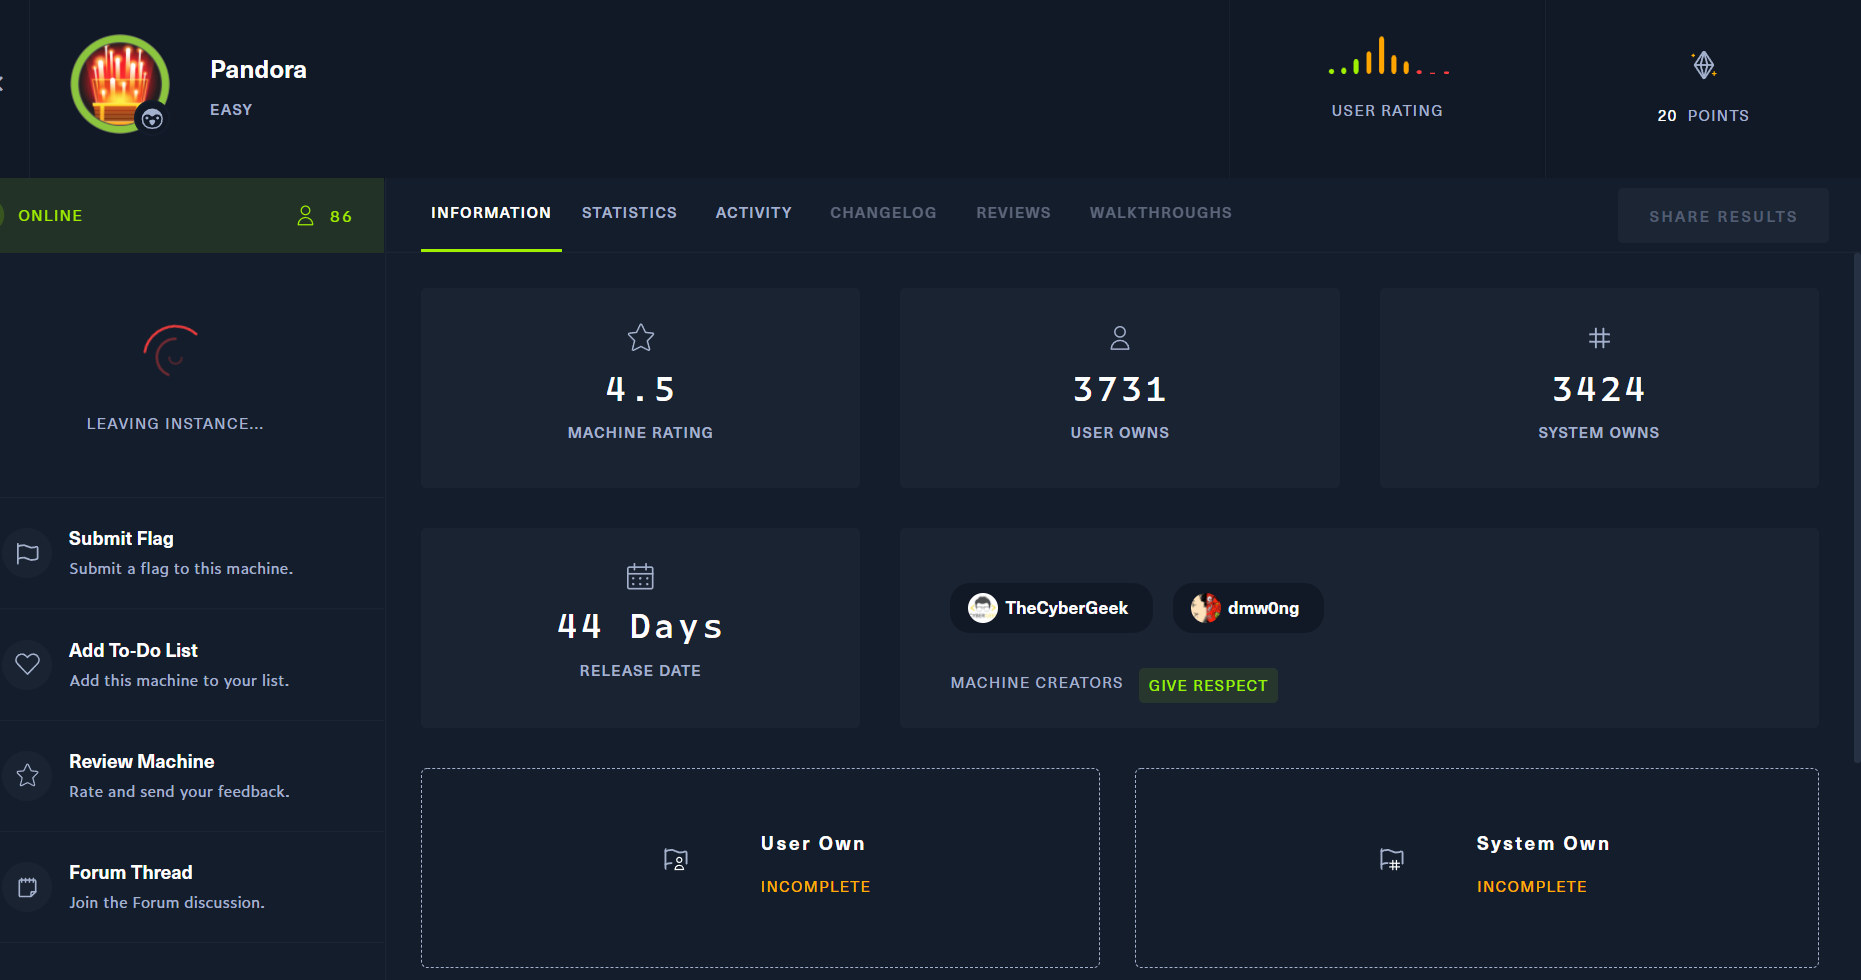 Pandora
EASY
USER RATING
20 POINTS
ONLINE
86
INFORMATION
STATISTICS
ACTIVITY
CHANGELOG
REVIEWS
WALKTHROUGHS
SHARE RESULTS
LEAVING INSTANCE...
Submit Flag
Submit a flag to this machine.
Add To-Do List
Add this machine to your list.
Review Machine
Rate and send your feedback.
Forum Thread
Join the Forum discussion.
4.5
MACHINE RATING
3731
USER OWNS
3424
SYSTEM OWNS
44 Days
RELEASE DATE
TheCyberGeek
dmw0ng
MACHINE CREATORS
GIVE RESPECT
User Own
INCOMPLETE
System Own
INCOMPLETE